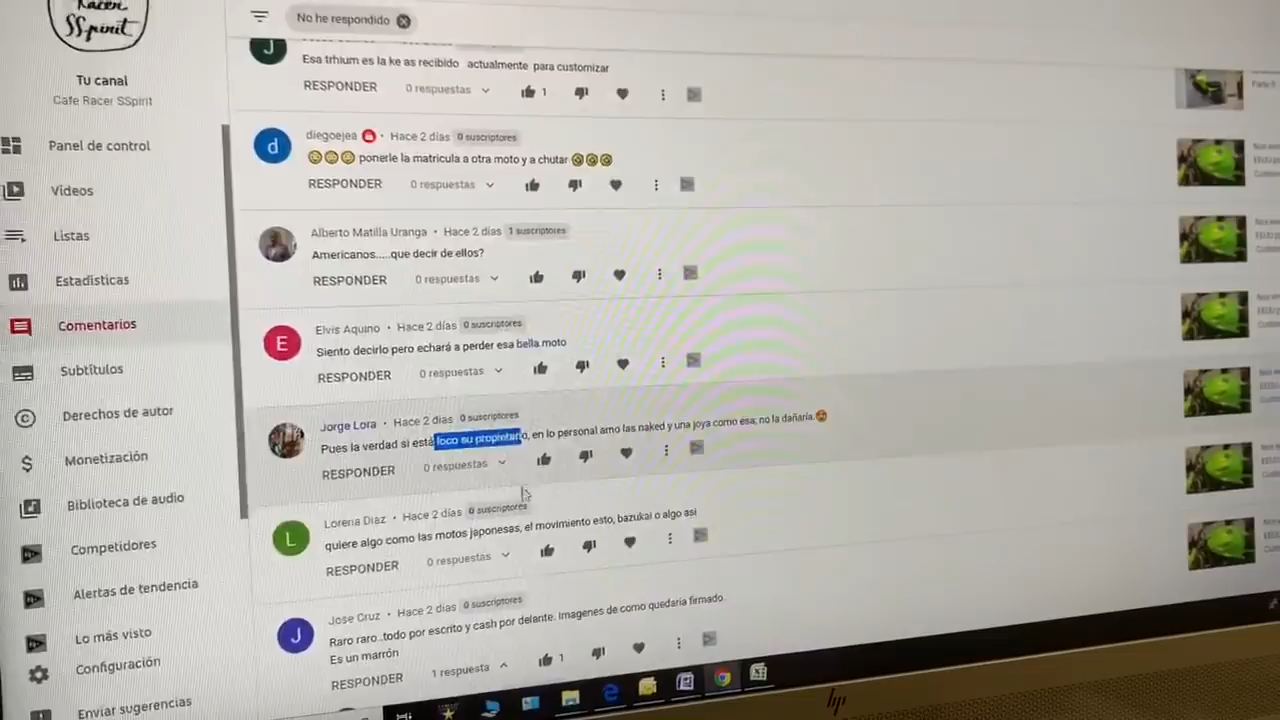 Racer
SSpirit
Tu canal
Cafe Racer SSpirit
Panel de control
Vídeos
Listas
Estadísticas
Comentarios
Subtítulos
Derechos de autor
Monetización
Biblioteca de audio
Competidores
Alertas de tendencia
Lo más visto
Configuración
Enviar sugerencias
No he respondido
J
Esa trhium es la ke as recibido actualmente para customizar
RESPONDER 0 respuestas 1
d
diegoejea • Hace 2 días 0 suscriptores
ponerle la matricula a otra moto y a chutar
RESPONDER 0 respuestas
Alberto Matilla Uranga • Hace 2 días 1 suscriptores
Americanos.....que decir de ellos?
RESPONDER 0 respuestas
E
Elvis Aquino • Hace 2 días 0 suscriptores
Siento decirlo pero echará a perder esa bella moto
RESPONDER 0 respuestas
Jorge Lora • Hace 2 días 0 suscriptores
Pues la verdad si está loco su propietario, en lo personal amo las naked y una joya como esa; no la dañaría.
RESPONDER 0 respuestas
L
Lorena Diaz • Hace 2 días 0 suscriptores
quiere algo como las motos japonesas, el movimiento esto, bazukai o algo asi
RESPONDER 0 respuestas
J
Jose Cruz • Hace 2 días 0 suscriptores
Raro raro..todo por escrito y cash por delante. Imagenes de como quedaria firmado.
Es un marrón
RESPONDER 1 respuesta 1
hp